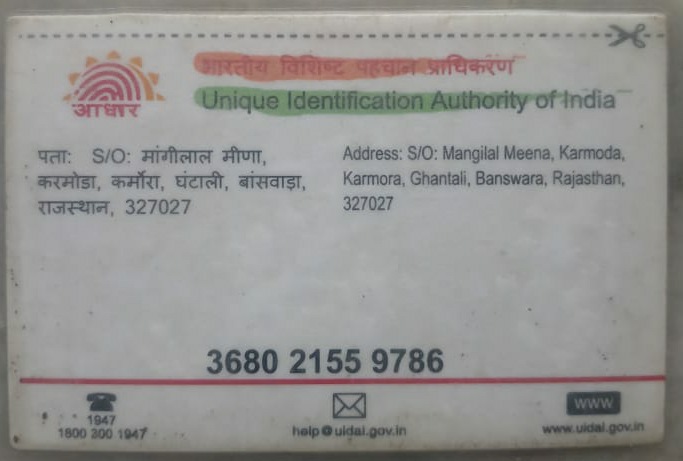 भारतीय विशिष्ट पहचान प्राधिकरण
Unique Identification Authority of India
आधार
पता: S/O: मांगीलाल मीणा,
करमोडा, कर्मोरा, घंटाली, बांसवाड़ा,
राजस्थान, 327027
Address: S/O: Mangilal Meena, Karmoda,
Karmora, Ghantali, Banswara, Rajasthan,
327027
3680 2155 9786
1947
1800 300 1947
help@uidai.gov.in
WWW
www.uidai.gov.in